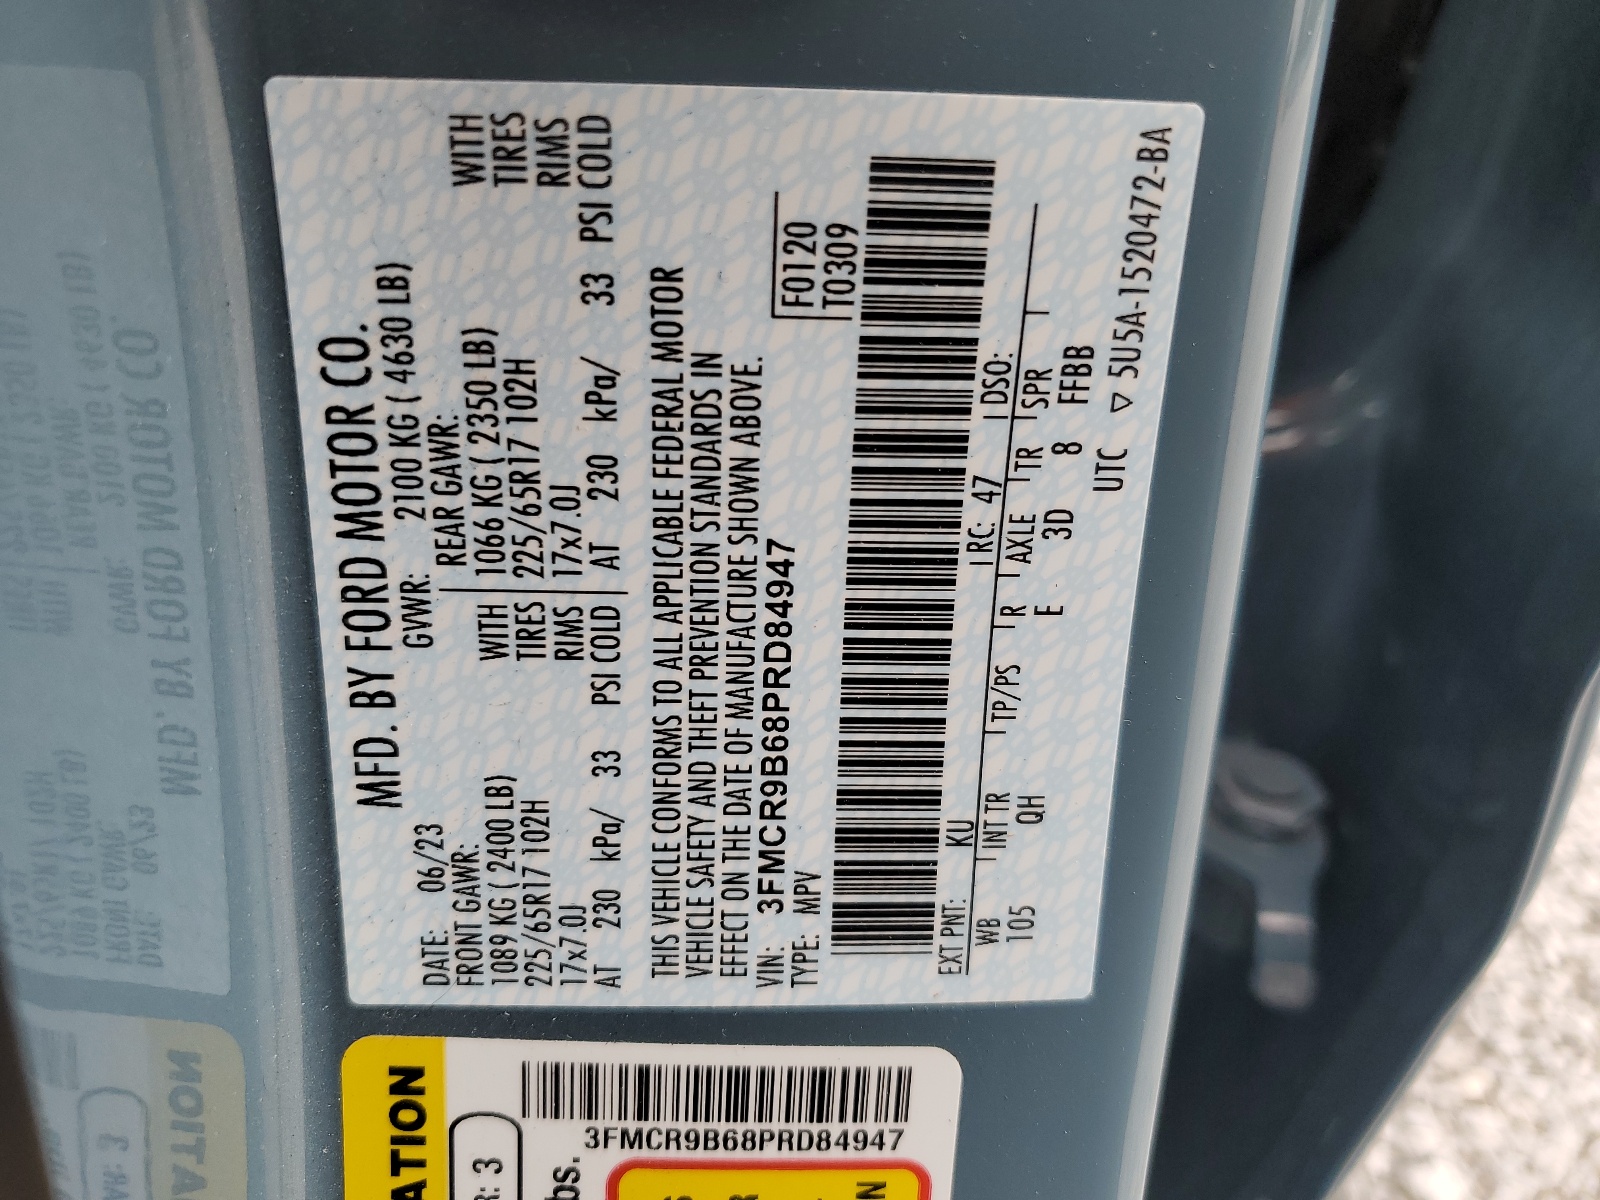 MFD. BY FORD MOTOR CO.
DATE: 06/23 GVWR: 2100 KG ( 4630 LB)
FRONT GAWR: REAR GAWR:
1089 KG ( 2400 LB) WITH 1066 KG ( 2350 LB) WITH
225/65R17 102H TIRES 225/65R17 102H TIRES
17x7.0J RIMS 17x7.0J RIMS
AT 230 kPa/ 33 PSI COLD AT 230 kPa/ 33 PSI COLD
THIS VEHICLE CONFORMS TO ALL APPLICABLE FEDERAL MOTOR
VEHICLE SAFETY AND THEFT PREVENTION STANDARDS IN
EFFECT ON THE DATE OF MANUFACTURE SHOWN ABOVE.
VIN: 3FMCR9B68PRD84947
TYPE: MPV
F0120
T0309
EXT PNT: KU RC: 47 DSO:
WB INT TR TP/PS R AXLE TR SPR
105 QH E 3D 8 FFBB
UTC ▽ 5U5A-1520472-BA
ATION
R: 3
bs.
3FMCR9B68PRD84947